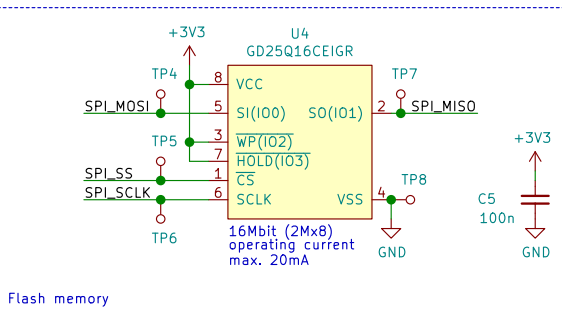 U4
GD25Q16CEIGR
+3V3
TP4
TP7
8
VCC
SPI_MOSI
5
SI(IO0)
SO(IO1)
2
SPI_MISO
TP5
3
WP(IO2)
+3V3
7
HOLD(IO3)
SPI_SS
1
CS
TP8
SPI_SCLK
6
SCLK
VSS
4
C5
100n
TP6
16Mbit (2Mx8)
operating current
max. 20mA
GND
GND
Flash memory